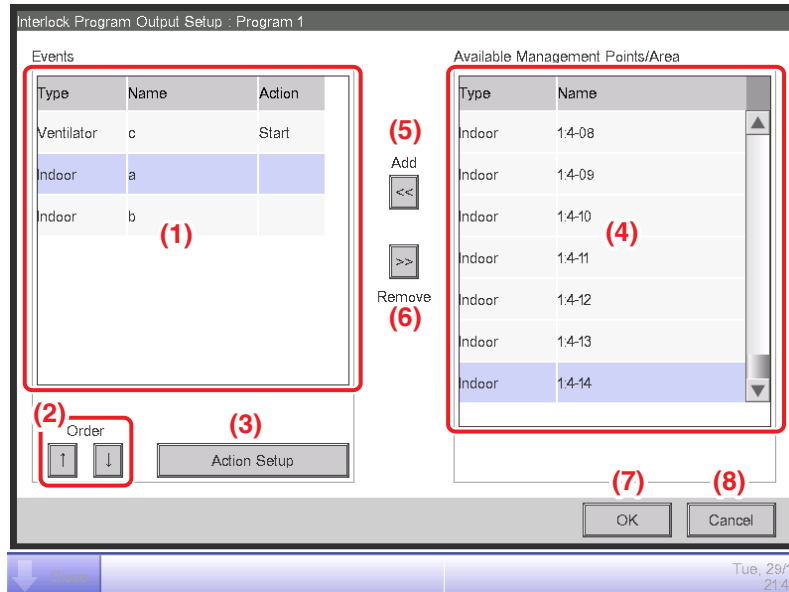 Interlock Program Output Setup : Program 1
Events
Type Name Action
Ventilator c Start
Indoor a
Indoor b
(1)
(2)
Order
↑ ↓
(3)
Action Setup
(5)
Add
<<
>>
Remove
(6)
Available Management Points/Area
Type Name
Indoor 1:4-08
Indoor 1:4-09
Indoor 1:4-10
(4)
Indoor 1:4-11
Indoor 1:4-12
Indoor 1:4-13
Indoor 1:4-14
(7) (8)
OK Cancel
Tue, 29/
21:4